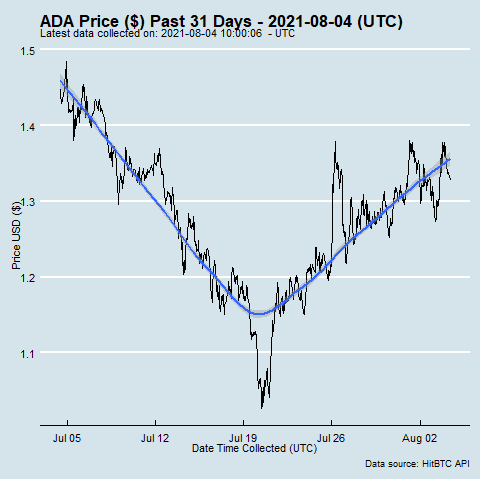 ADA Price ($) Past 31 Days - 2021-08-04 (UTC)
Latest data collected on: 2021-08-04 10:00:06  - UTC
1.5
1.4
1.3
1.2
1.1
Price USD ($)
Jul 05 Jul 12 Jul 19 Jul 26 Aug 02
Date Time Collected (UTC)
Data source: HitBTC API